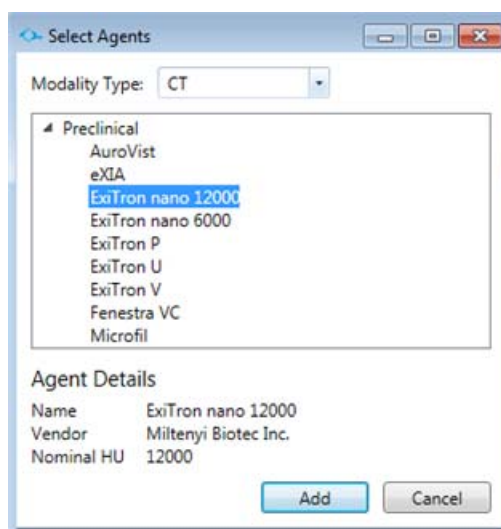 Select Agents
Modality Type: CT
Preclinical
AuroVist
eXIA
ExiTron nano 12000
ExiTron nano 6000
ExiTron P
ExiTron U
ExiTron V
Fenestra VC
Microfil
Agent Details
Name ExiTron nano 12000
Vendor Miltenyi Biotec Inc.
Nominal HU 12000
Add Cancel